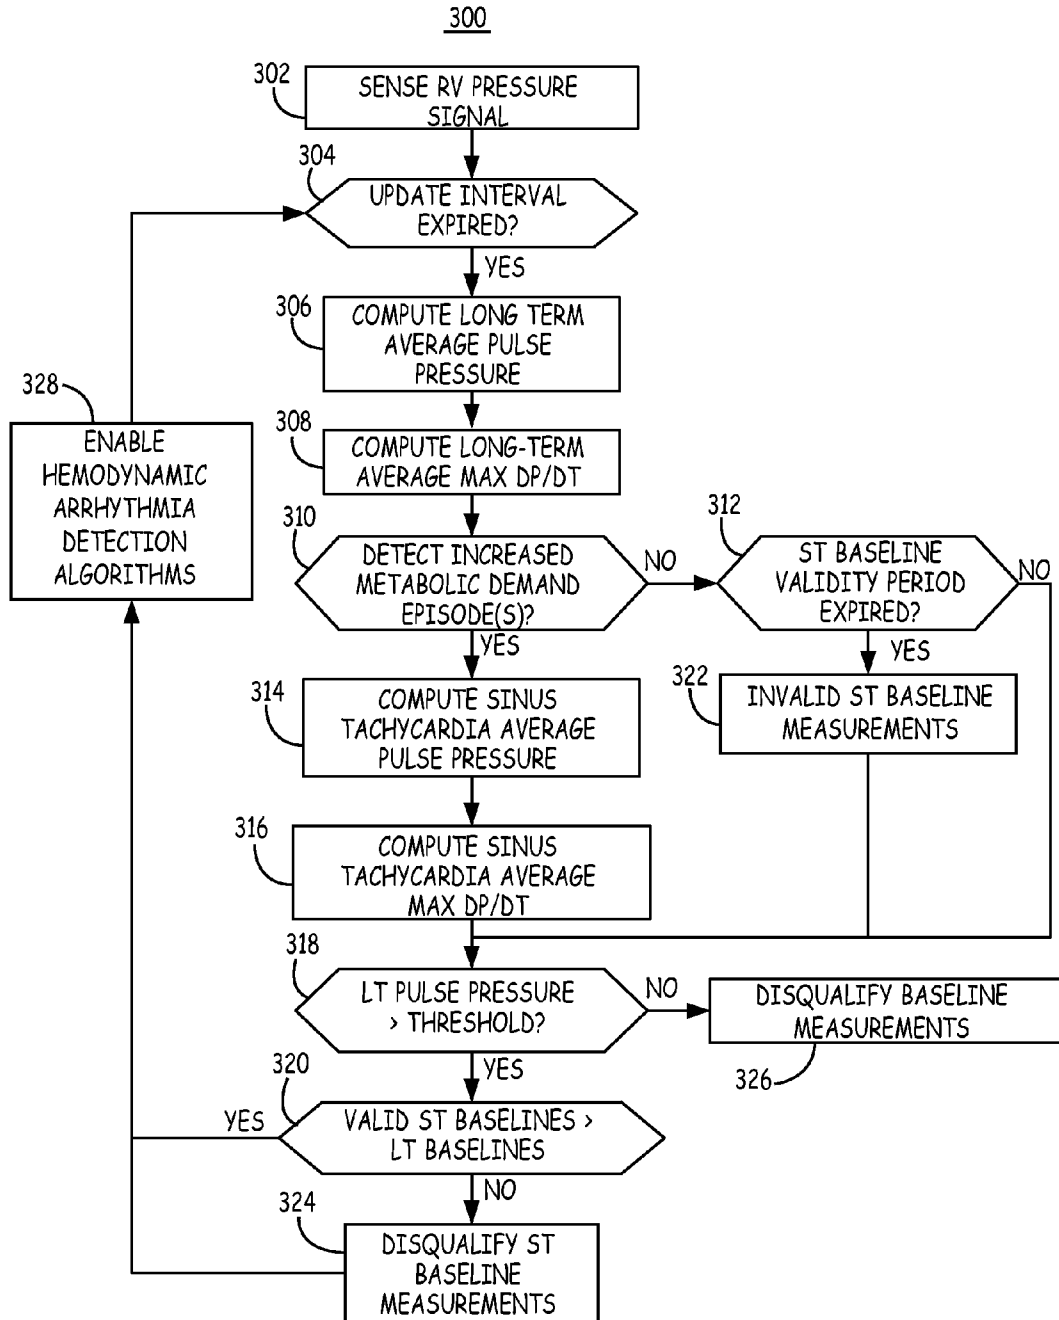 300
302
SENSE RV PRESSURE
SIGNAL
304
UPDATE INTERVAL
EXPIRED?
YES
306
COMPUTE LONG TERM
AVERAGE PULSE
PRESSURE
328
ENABLE
HEMODYNAMIC
ARRHYTHMIA
DETECTION
ALGORITHMS
308
COMPUTE LONG-TERM
AVERAGE MAX DP/DT
310
DETECT INCREASED
METABOLIC DEMAND
EPISODE(S)?
NO
YES
312
ST BASELINE
VALIDITY PERIOD
EXPIRED?
NO
YES
314
COMPUTE SINUS
TACHYCARDIA AVERAGE
PULSE PRESSURE
322
INVALID ST BASELINE
MEASUREMENTS
316
COMPUTE SINUS
TACHYCARDIA AVERAGE
MAX DP/DT
318
LT PULSE PRESSURE
> THRESHOLD?
NO
YES
DISQUALIFY BASELINE
MEASUREMENTS
326
320
YES
VALID ST BASELINES >
LT BASELINES
NO
324
DISQUALIFY ST
BASELINE
MEASUREMENTS